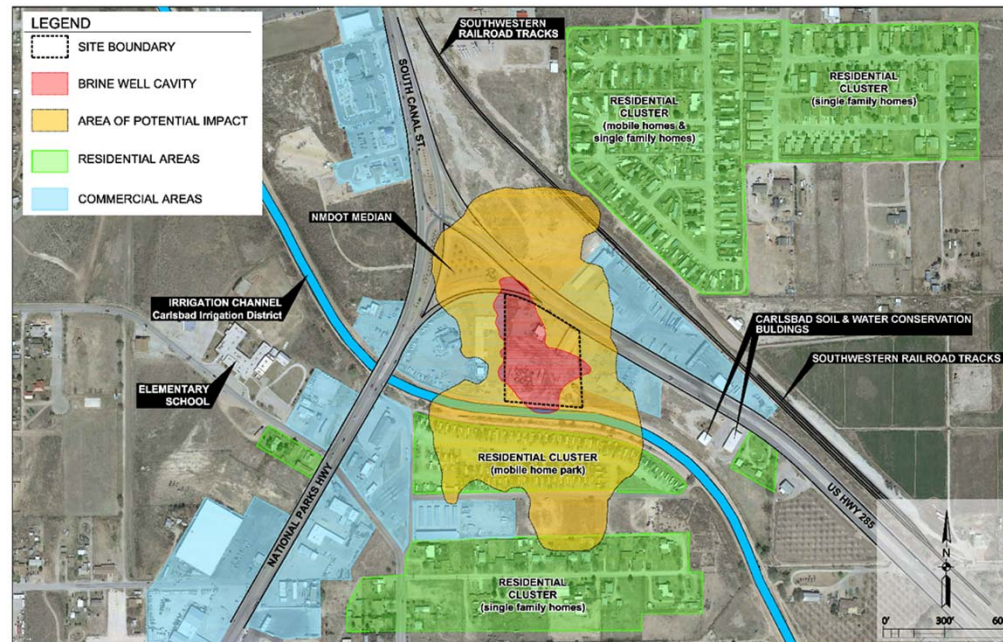 LEGEND
SITE BOUNDARY
BRINE WELL CAVITY
AREA OF POTENTIAL IMPACT
RESIDENTIAL AREAS
COMMERCIAL AREAS
SOUTHWESTERN
RAILROAD TRACKS
SOUTH CANAL ST.
RESIDENTIAL
CLUSTER
(mobile homes &
single family homes)
RESIDENTIAL
CLUSTER
(single family homes)
NMDOT MEDIAN
IRRIGATION CHANNEL
Carlsbad Irrigation District
ELEMENTARY
SCHOOL
CARLSBAD SOIL & WATER CONSERVATION
BULDINGS
SOUTHWESTERN RAILROAD TRACKS
RESIDENTIAL CLUSTER
(mobile home park)
NATIONAL PARKS HWY
US HWY 285
RESIDENTIAL
CLUSTER
(single family homes)
N
0'
300'